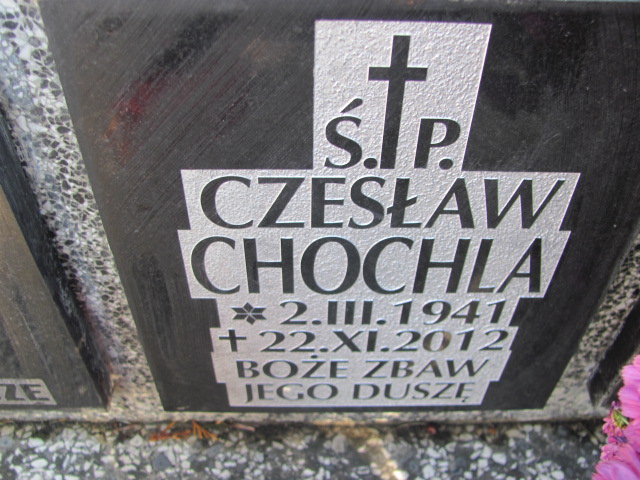 Ś. P.
CZESŁAW
CHOCHLA
* 2.III.1941
✝ 22.XI.2012
BOŻE ZBAW
JEGO DUSZĘ